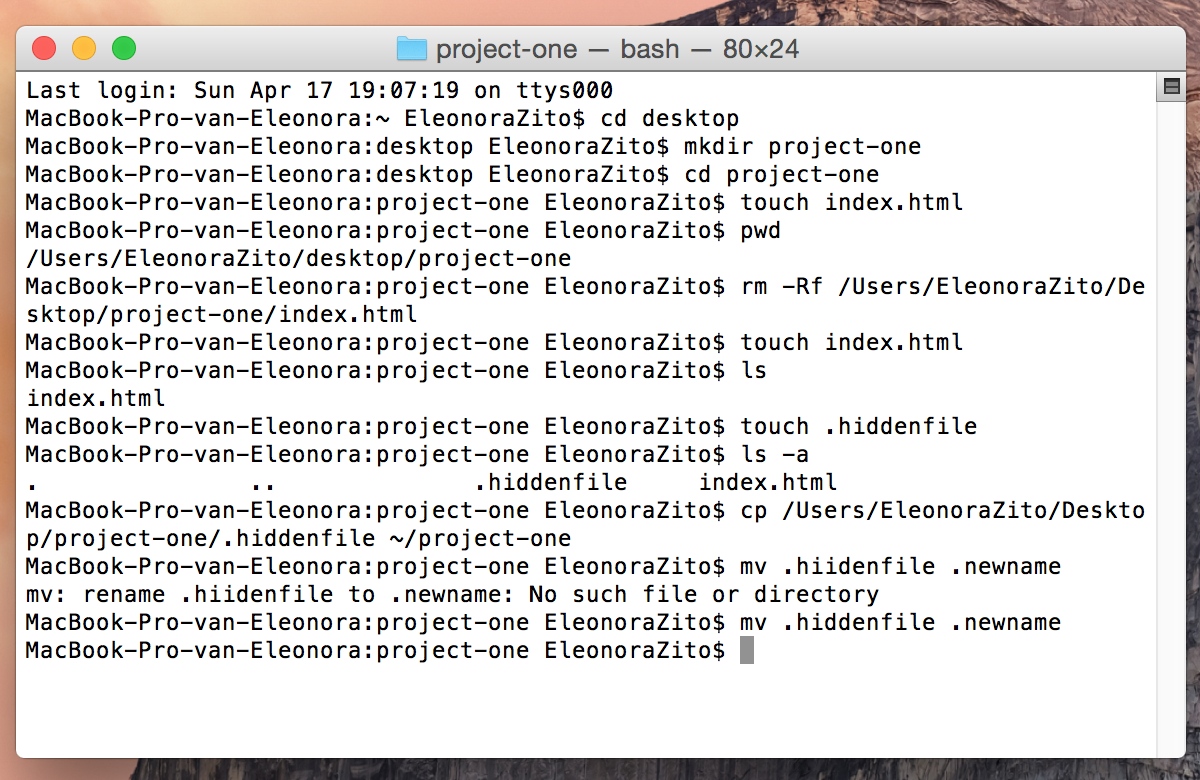 project-one — bash — 80×24
Last login: Sun Apr 17 19:07:19 on ttys000
MacBook-Pro-van-Eleonora:~ EleonoraZito$ cd desktop
MacBook-Pro-van-Eleonora:desktop EleonoraZito$ mkdir project-one
MacBook-Pro-van-Eleonora:desktop EleonoraZito$ cd project-one
MacBook-Pro-van-Eleonora:project-one EleonoraZito$ touch index.html
MacBook-Pro-van-Eleonora:project-one EleonoraZito$ pwd
/Users/EleonoraZito/desktop/project-one
MacBook-Pro-van-Eleonora:project-one EleonoraZito$ rm -Rf /Users/EleonoraZito/De
sktop/project-one/index.html
MacBook-Pro-van-Eleonora:project-one EleonoraZito$ touch index.html
MacBook-Pro-van-Eleonora:project-one EleonoraZito$ ls
index.html
MacBook-Pro-van-Eleonora:project-one EleonoraZito$ touch .hiddenfile
MacBook-Pro-van-Eleonora:project-one EleonoraZito$ ls -a
.               ..              .hiddenfile     index.html
MacBook-Pro-van-Eleonora:project-one EleonoraZito$ cp /Users/EleonoraZito/Deskto
p/project-one/.hiddenfile ~/project-one
MacBook-Pro-van-Eleonora:project-one EleonoraZito$ mv .hiidenfile .newname
mv: rename .hiidenfile to .newname: No such file or directory
MacBook-Pro-van-Eleonora:project-one EleonoraZito$ mv .hiddenfile .newname
MacBook-Pro-van-Eleonora:project-one EleonoraZito$